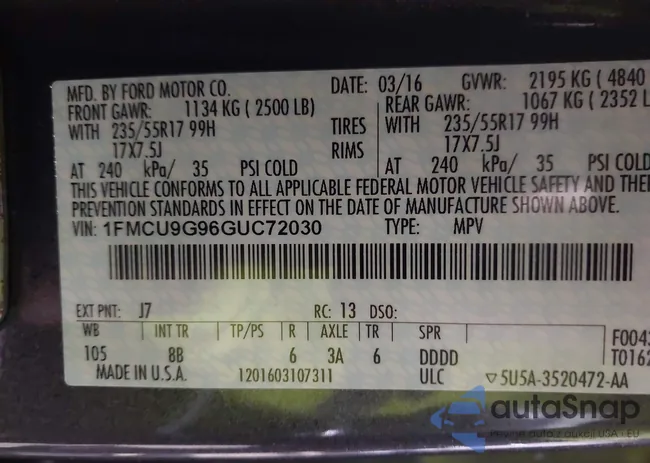 MFD. BY FORD MOTOR CO. DATE: 03/16 GVWR: 2195 KG ( 4840
FRONT GAWR: 1134 KG ( 2500 LB) REAR GAWR: 1067 KG ( 2352 L
WITH 235/55R17 99H TIRES WITH 235/55R17 99H
17X7.5J RIMS 17X7.5J
AT 240 kPa/ 35 PSI COLD AT 240 kPa/ 35 PSI COLD
THIS VEHICLE CONFORMS TO ALL APPLICABLE FEDERAL MOTOR VEHICLE SAFETY AND THE
PREVENTION STANDARDS IN EFFECT ON THE DATE OF MANUFACTURE SHOWN ABOVE.
VIN: 1FMCU9G96GUC72030 TYPE: MPV
EXT PNT: J7 RC: 13 DSO:
WB INT TR TP/PS R AXLE TR SPR F0043
105 8B 6 3A 6 DDDD T0162
MADE IN U.S.A. 1201603107311 ULC ▽5U5A-3520472-AA
autoSnap